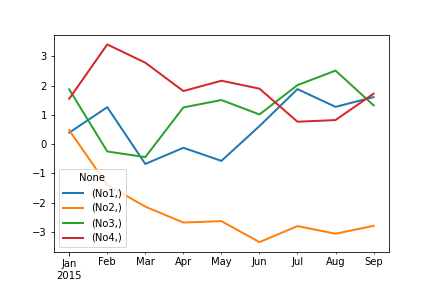 3
2
1
0
−1
−2
−3
None
(No1,)
(No2,)
(No3,)
(No4,)
Jan Feb Mar Apr May Jun Jul Aug Sep
2015